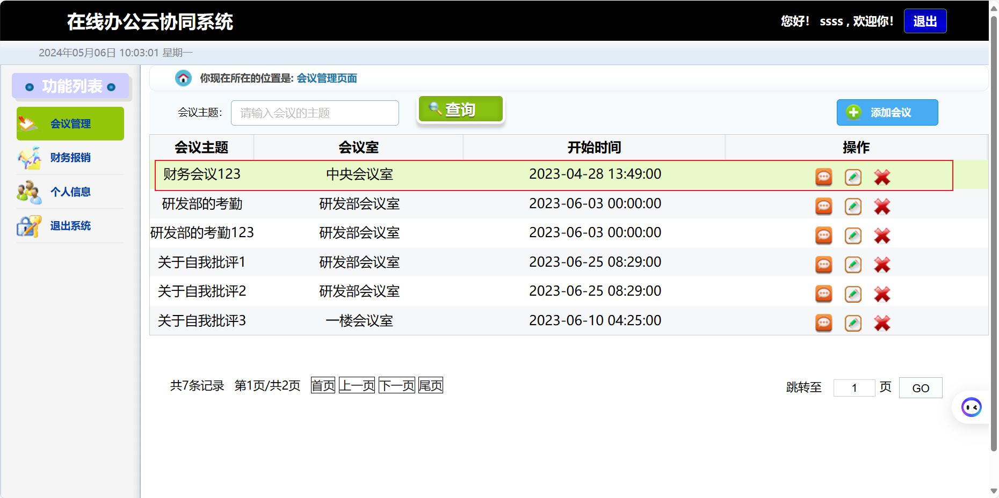 在线办公云协同系统
您好！ ssss , 欢迎你！ 退出
2024年05月06日 10:03:01 星期一
功能列表
会议管理
财务报销
个人信息
退出系统
你现在所在的位置是: 会议管理页面
会议主题： 请输入会议的主题 查询 添加会议
会议主题 会议室 开始时间 操作
财务会议123 中央会议室 2023-04-28 13:49:00
研发部的考勤 研发部会议室 2023-06-03 00:00:00
研发部的考勤123 研发部会议室 2023-06-03 00:00:00
关于自我批评1 研发部会议室 2023-06-25 08:29:00
关于自我批评2 研发部会议室 2023-06-25 08:29:00
关于自我批评3 一楼会议室 2023-06-10 04:25:00
共7条记录 第1页/共2页 首页 上一页 下一页 尾页 跳转至 1 页 GO